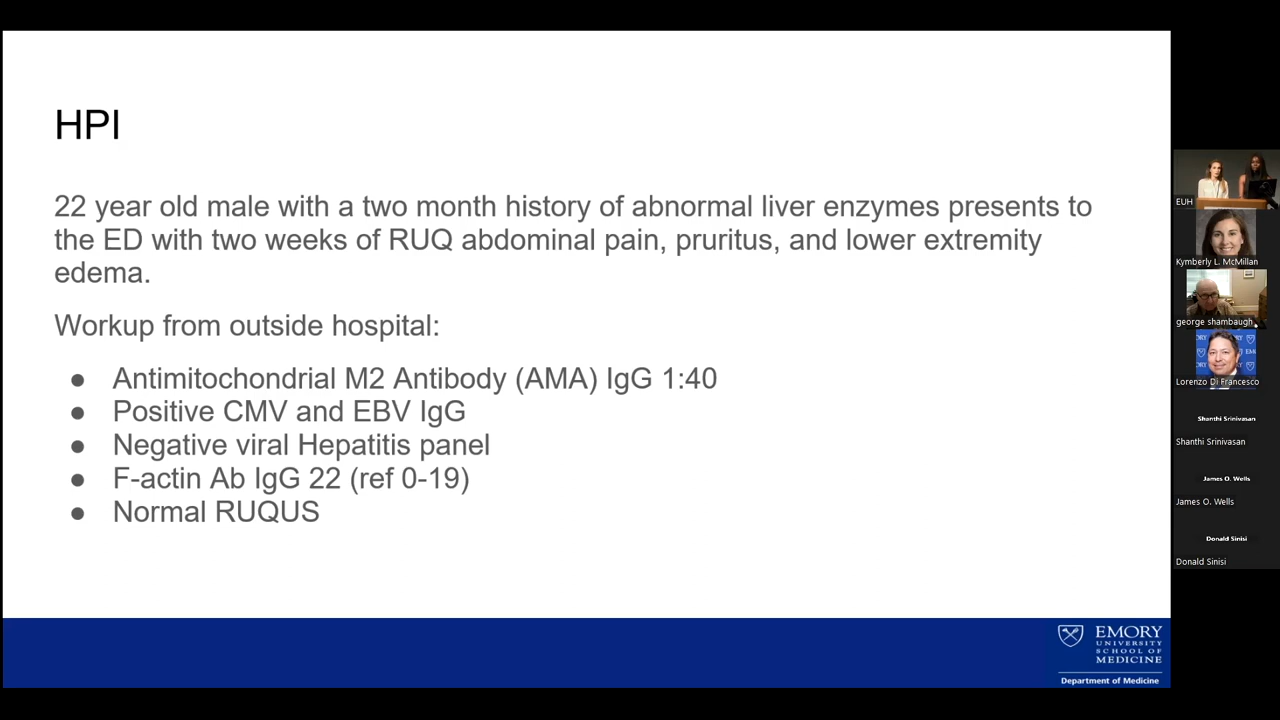 HPI
22 year old male with a two month history of abnormal liver enzymes presents to
the ED with two weeks of RUQ abdominal pain, pruritus, and lower extremity
edema.
Workup from outside hospital:
● Antimitochondrial M2 Antibody (AMA) IgG 1:40
● Positive CMV and EBV IgG
● Negative viral Hepatitis panel
● F-actin Ab IgG 22 (ref 0-19)
● Normal RUQUS
EMORY
UNIVERSITY
SCHOOL OF
MEDICINE
Department of Medicine
EUH
Kymberly L. McMillan
george shambaugh
Lorenzo Di Francesco
Shanthi Srinivasan
Shanthi Srinivasan
James O. Wells
James O. Wells
Donald Sinisi
Donald Sinisi